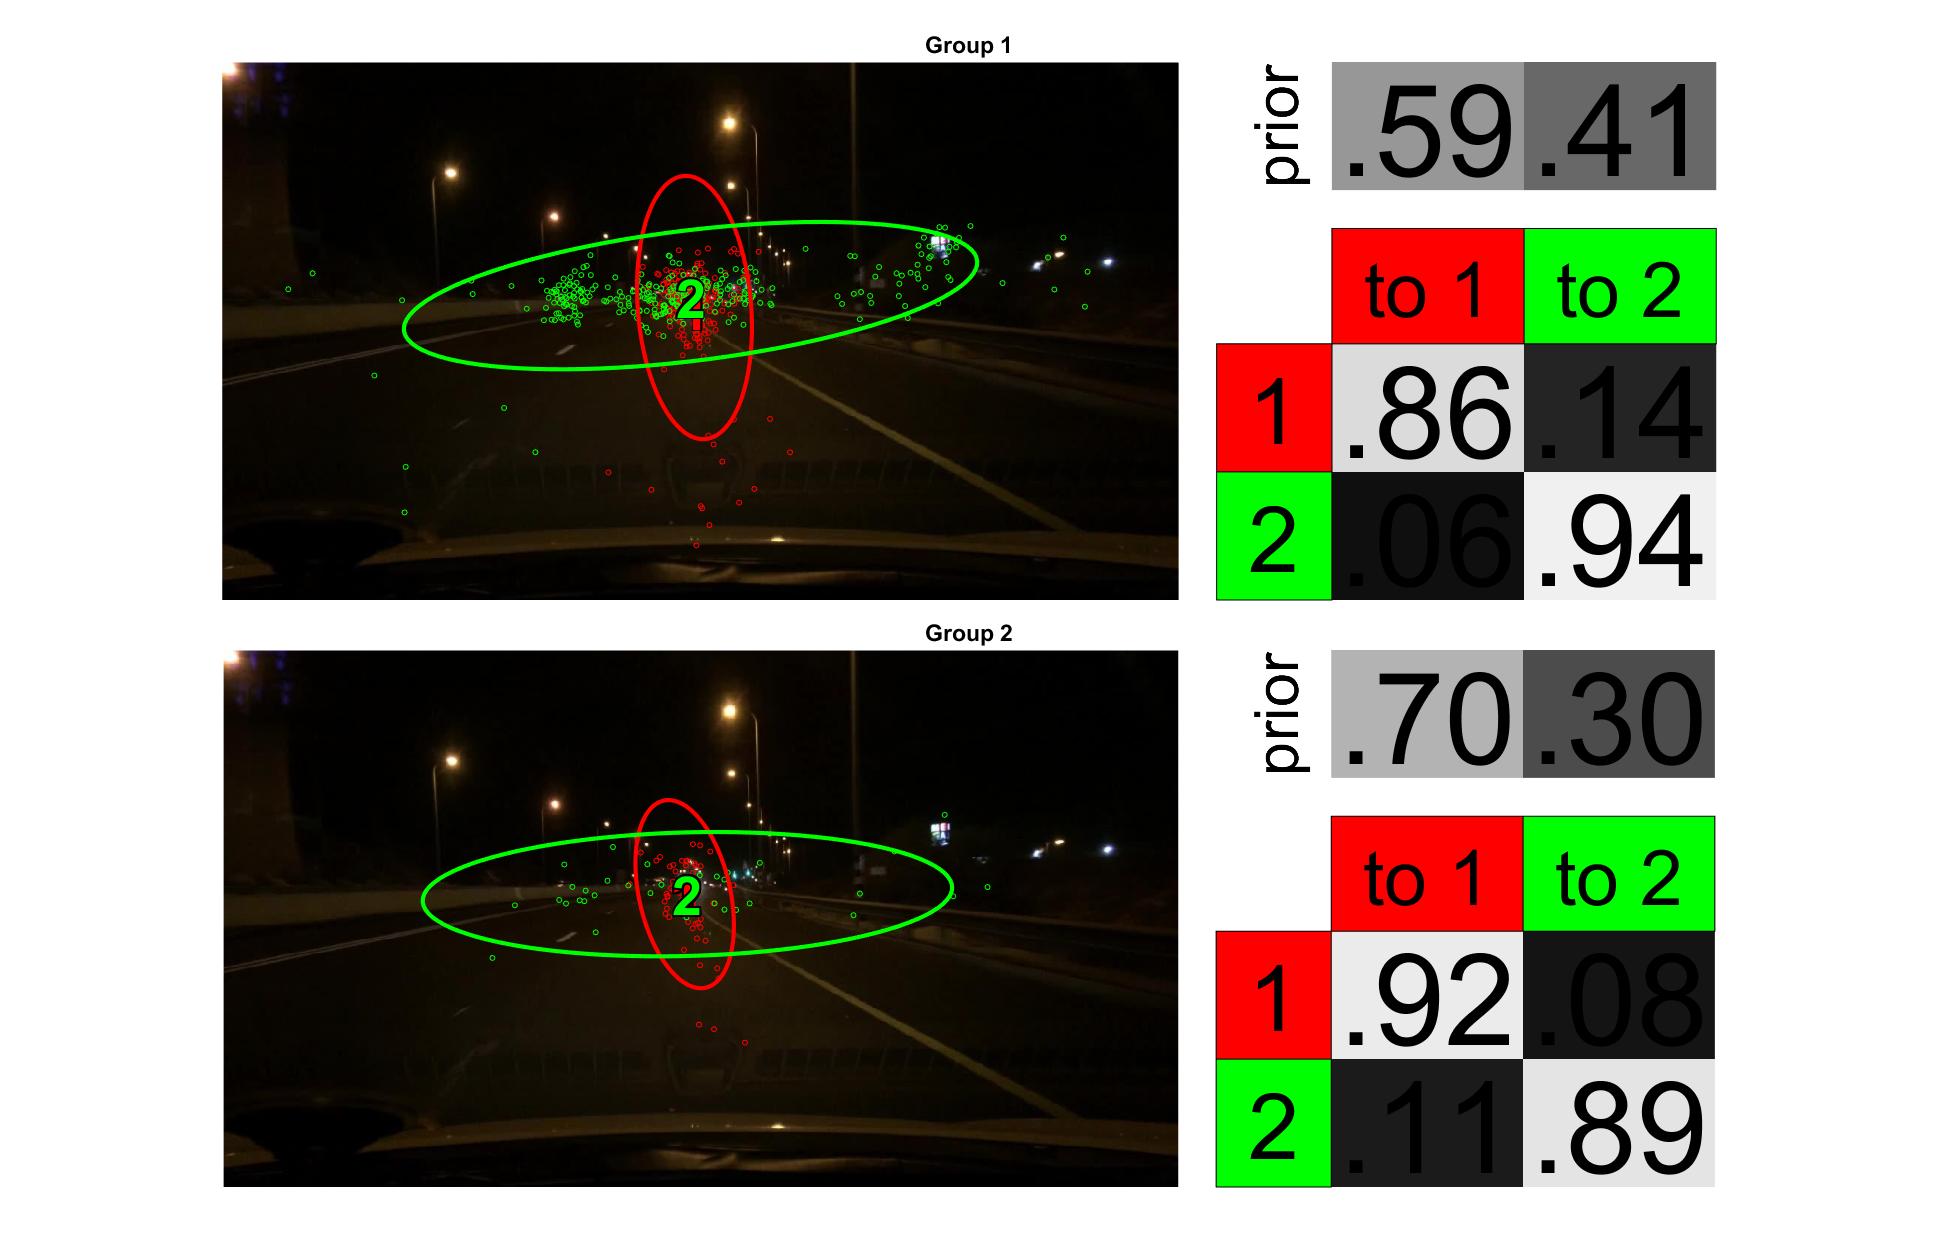 Group 1
prior .59 .41
to 1 to 2
1 .86 .14
2 .06 .94
2
Group 2
prior .70 .30
to 1 to 2
1 .92 .08
2 .11 .89
2